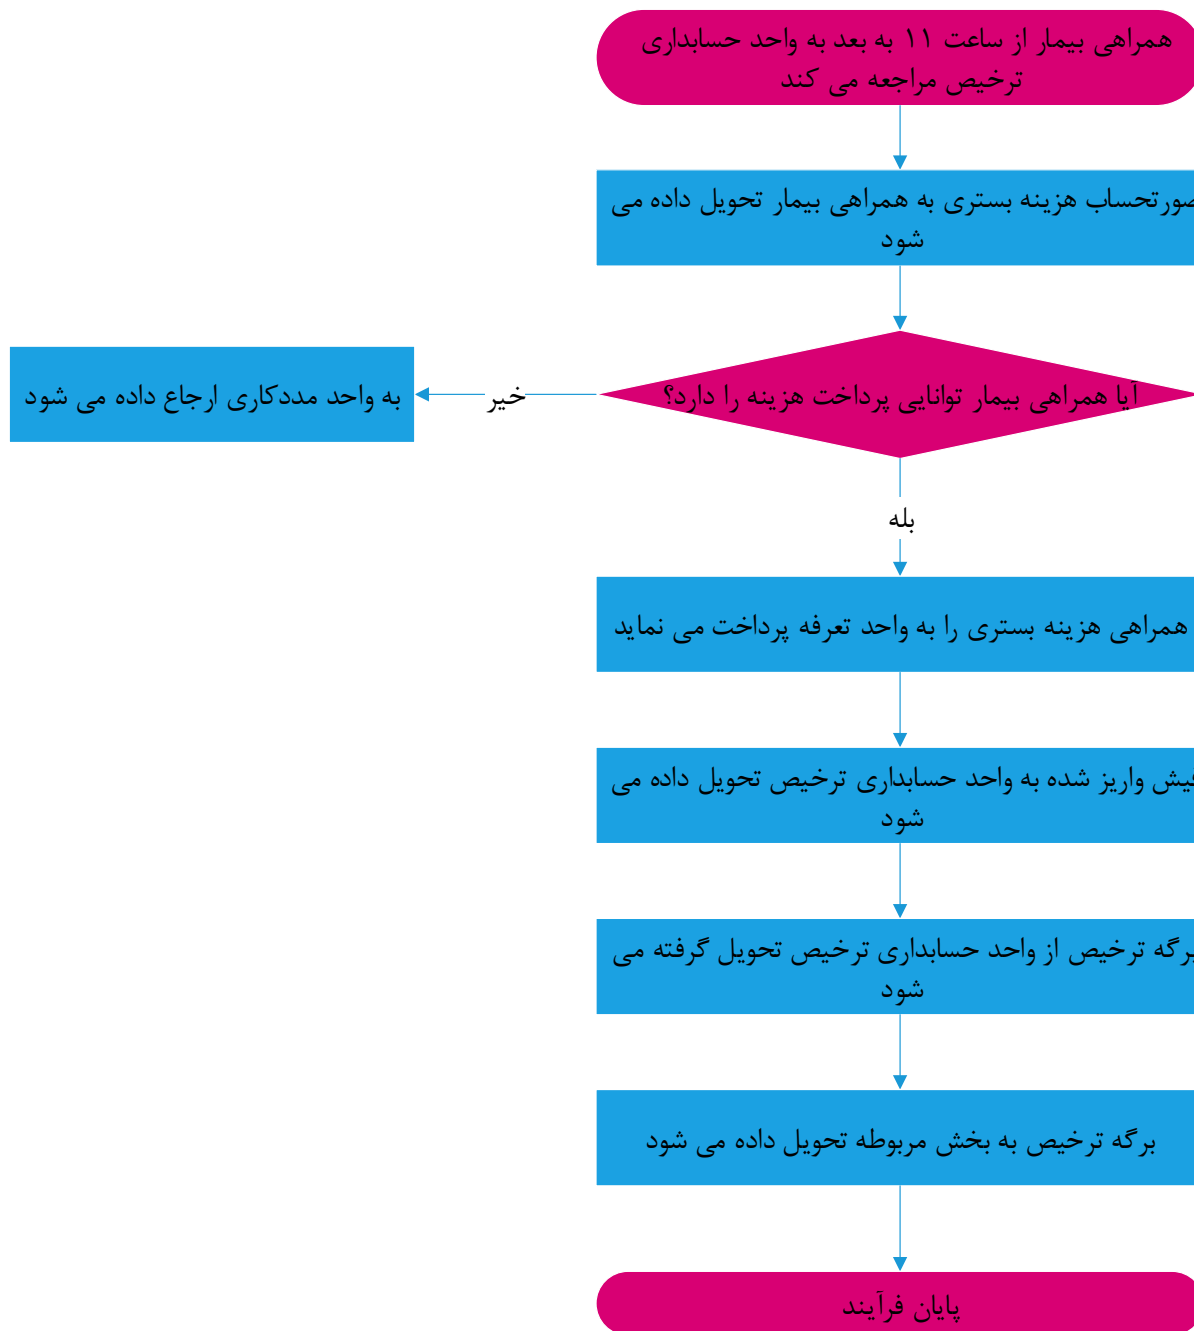 همراهی بیمار از ساعت ۱۱ به بعد به واحد حسابداری
ترخیص مراجعه می کند
صورتحساب هزینه بستری به همراهی بیمار تحویل داده می
شود
آیا همراهی بیمار توانایی پرداخت هزینه را دارد؟
خیر
به واحد مددکاری ارجاع داده می شود
بله
همراهی هزینه بستری را به واحد تعرفه پرداخت می نماید
فیش واریز شده به واحد حسابداری ترخیص تحویل داده می
شود
برگه ترخیص از واحد حسابداری ترخیص تحویل گرفته می
شود
برگه ترخیص به بخش مربوطه تحویل داده می شود
پایان فرآیند